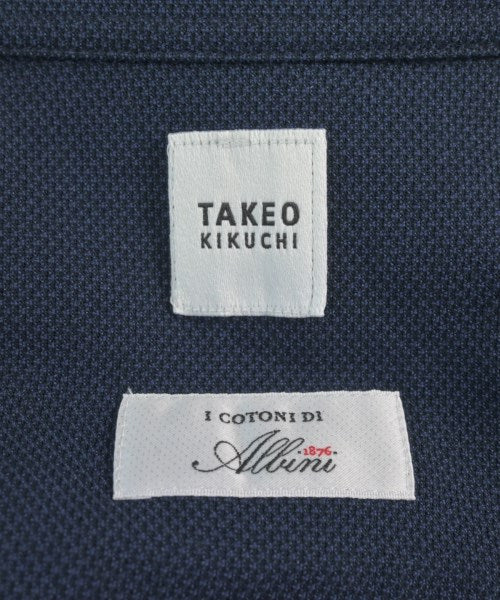 TAKEO
KIKUCHI
I COTONI DI
Albini
·1876·